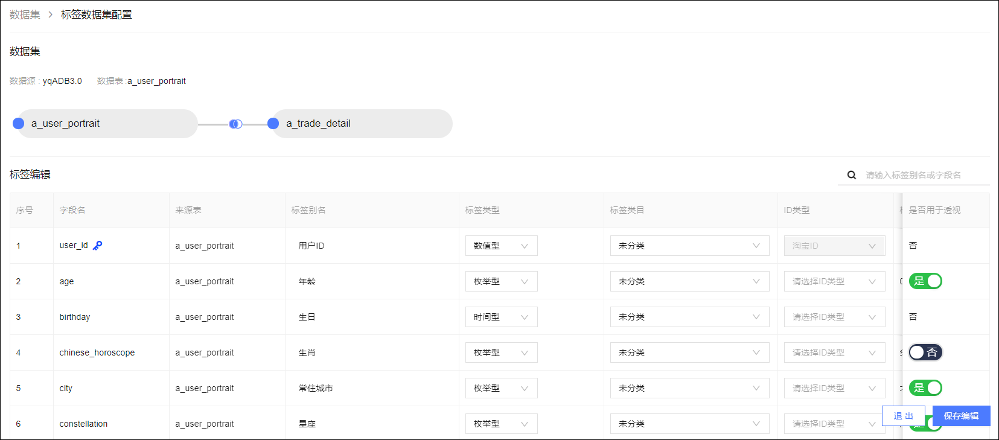 数据集 > 标签数据集配置
数据集
数据源 : yqADB3.0 数据表 :a_user_portrait
a_user_portrait a_trade_detail
标签编辑 请输入标签别名或字段名
序号 字段名 来源表 标签别名 标签类型 标签类目 ID类型 是否用于透视
1 user_id a_user_portrait 用户ID 数值型 未分类 淘宝ID 否
2 age a_user_portrait 年龄 枚举型 未分类 请选择ID类型 是
3 birthday a_user_portrait 生日 时间型 未分类 请选择ID类型 否
4 chinese_horoscope a_user_portrait 生肖 枚举型 未分类 请选择ID类型 否
5 city a_user_portrait 常住城市 枚举型 未分类 请选择ID类型 是
6 constellation a_user_portrait 星座 枚举型 未分类 请选择ID类型
退 出 保存编辑